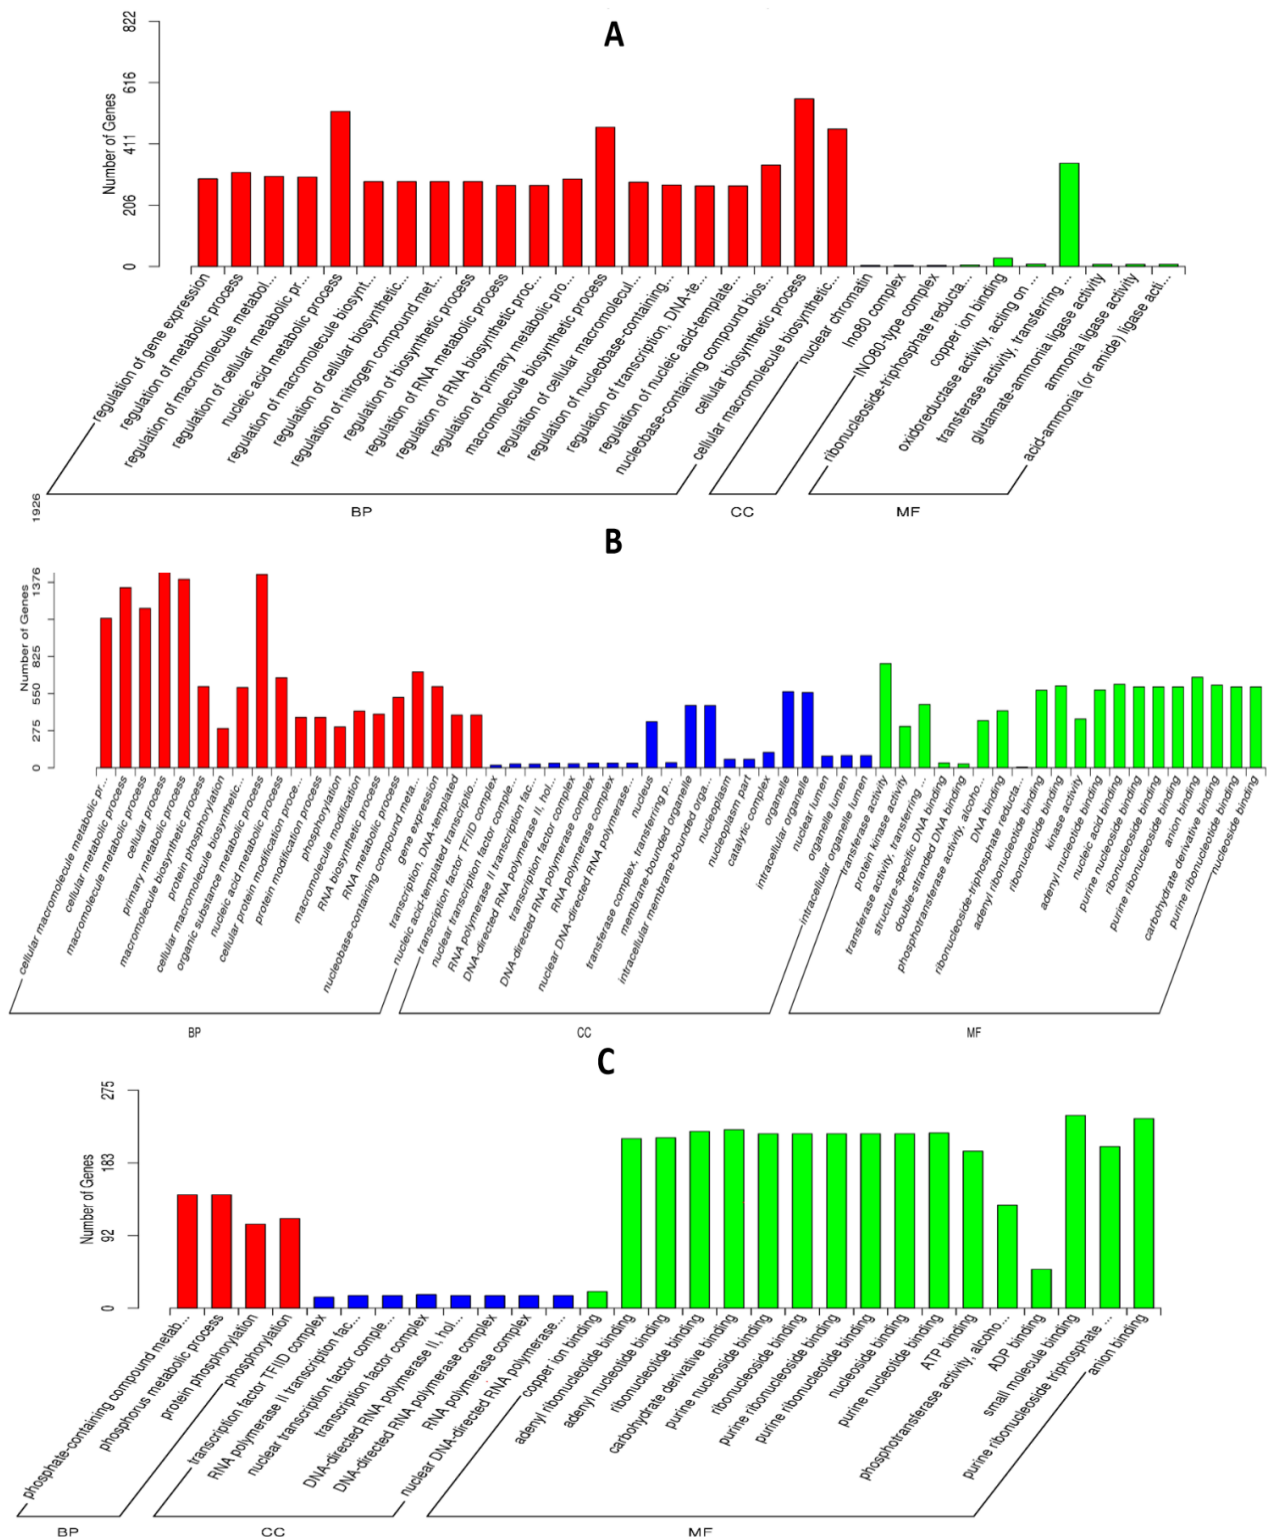 A
Number of Genes
822
616
411
206
0
regulation of gene expression
regulation of metabolic process
regulation of macromolecule metabol...
regulation of cellular metabolic pr...
nucleic acid metabolic process
regulation of macromolecule biosynt...
regulation of cellular biosynthetic...
regulation of nitrogen compound met...
regulation of biosynthetic process
regulation of RNA metabolic process
regulation of RNA biosynthetic proc...
regulation of primary metabolic pro...
macromolecule biosynthetic process
regulation of cellular macromolecul...
regulation of nucleobase-containing...
regulation of transcription, DNA-te...
regulation of nucleic acid-template...
nucleobase-containing compound bios...
cellular biosynthetic process
cellular macromolecule biosynthetic...
nuclear chromatin
Ino80 complex
INO80-type complex
ribonucleoside-triphosphate reducta...
copper ion binding
oxidoreductase activity, acting on ...
transferase activity, transferring ...
glutamate-ammonia ligase activity
ammonia ligase activity
acid-ammonia (or amide) ligase acti...
BP
CC
MF
B
1926
Number of Genes
1376
825
550
275
0
cellular macromolecule metabolic pr...
cellular metabolic process
macromolecule metabolic process
cellular process
primary metabolic process
macromolecule biosynthetic process
protein phosphorylation
cellular macromolecule biosynthetic...
organic substance metabolic process
nucleic acid metabolic process
cellular protein modification proce...
protein modification process
phosphorylation
macromolecule modification
RNA biosynthetic process
RNA metabolic process
nucleobase-containing compound meta...
gene expression
transcription, DNA-templated
nucleic acid-templated transcriptio...
transcription factor TFIID complex
nuclear transcription factor comple...
RNA polymerase II transcription fac...
DNA-directed RNA polymerase II, hol...
transcription factor complex
DNA-directed RNA polymerase complex
RNA polymerase complex
nuclear DNA-directed RNA polymerase...
nucleus
transferase complex, transferring p...
membrane-bounded organelle
intracellular membrane-bounded orga...
nucleoplasm
nucleoplasm part
catalytic complex
organelle
intracellular organelle
nuclear lumen
organelle lumen
intracellular organelle lumen
transferase activity
protein kinase activity
transferase activity, transferring ...
structure-specific DNA binding
double-stranded DNA binding
phosphotransferase activity, alcoho...
DNA binding
ribonucleoside-triphosphate reducta...
adenyl ribonucleotide binding
ribonucleotide binding
kinase activity
adenyl nucleotide binding
nucleic acid binding
purine nucleoside binding
ribonucleoside binding
purine ribonucleoside binding
anion binding
carbohydrate derivative binding
purine ribonucleotide binding
nucleoside binding
BP
CC
MF
C
Number of Genes
275
183
92
0
phosphate-containing compound metab...
phosphorus metabolic process
protein phosphorylation
phosphorylation
transcription factor TFIID complex
RNA polymerase II transcription fac...
nuclear transcription factor comple...
transcription factor complex
DNA-directed RNA polymerase II, hol...
DNA-directed RNA polymerase complex
RNA polymerase complex
nuclear DNA-directed RNA polymerase...
copper ion binding
adenyl ribonucleotide binding
adenyl nucleotide binding
ribonucleotide binding
carbohydrate derivative binding
purine nucleoside binding
ribonucleoside binding
purine ribonucleoside binding
purine ribonucleotide binding
nucleoside binding
purine nucleotide binding
ATP binding
phosphotransferase activity, alcoho...
ADP binding
small molecule binding
purine ribonucleoside triphosphate ...
anion binding
BP
CC
MF